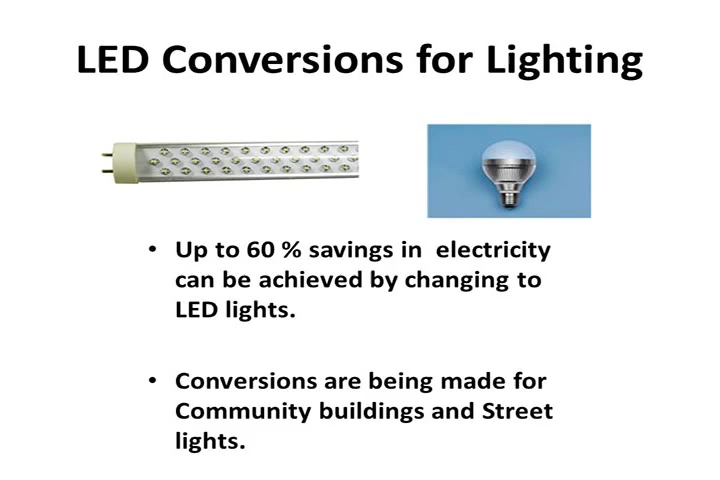 LED Conversions for Lighting
• Up to 60 % savings in  electricity
can be achieved by changing to
LED lights.
• Conversions are being made for
Community buildings and Street
lights.